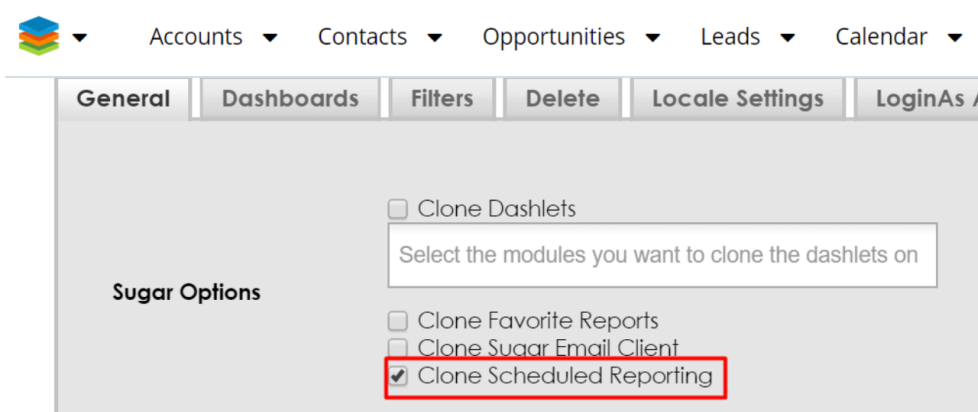 Accounts Contacts Opportunities Leads Calendar
General Dashboards Filters Delete Locale Settings LoginAs
Clone Dashlets
Select the modules you want to clone the dashlets on
Sugar Options
Clone Favorite Reports
Clone Sugar Email Client
Clone Scheduled Reporting